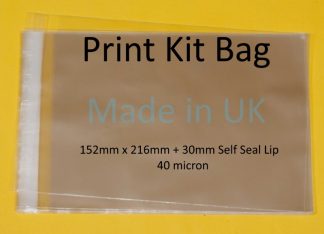 Print Kit Bag
Made in UK
152mm x 216mm + 30mm Self Seal Lip
40 micron